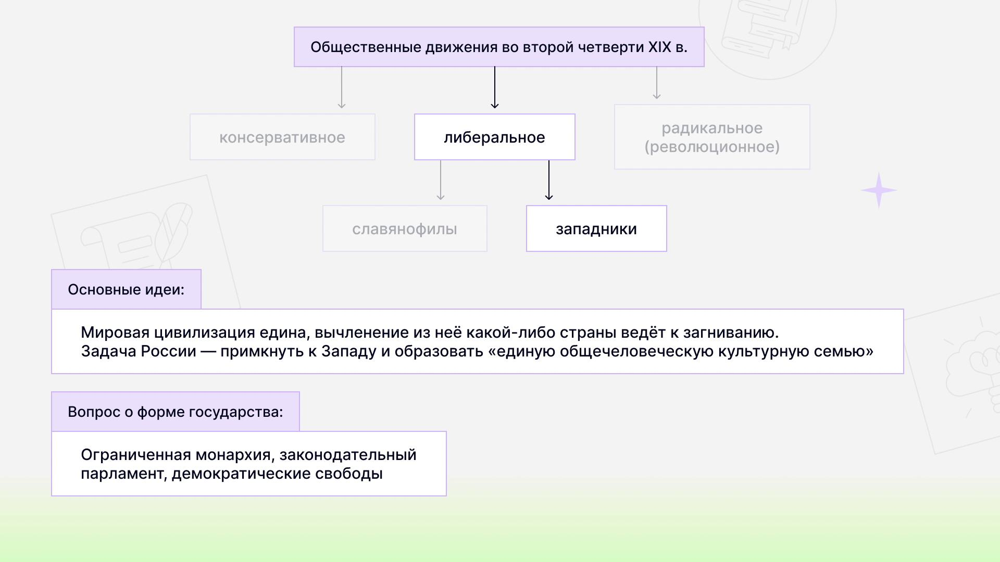 Общественные движения во второй четверти XIX в.
консервативное
либеральное
радикальное
(революционное)
славянофилы
западники
Основные идеи:
Мировая цивилизация едина, вычленение из неё какой-либо страны ведёт к загниванию.
Задача России — примкнуть к Западу и образовать «единую общечеловеческую культурную семью»
Вопрос о форме государства:
Ограниченная монархия, законодательный
парламент, демократические свободы